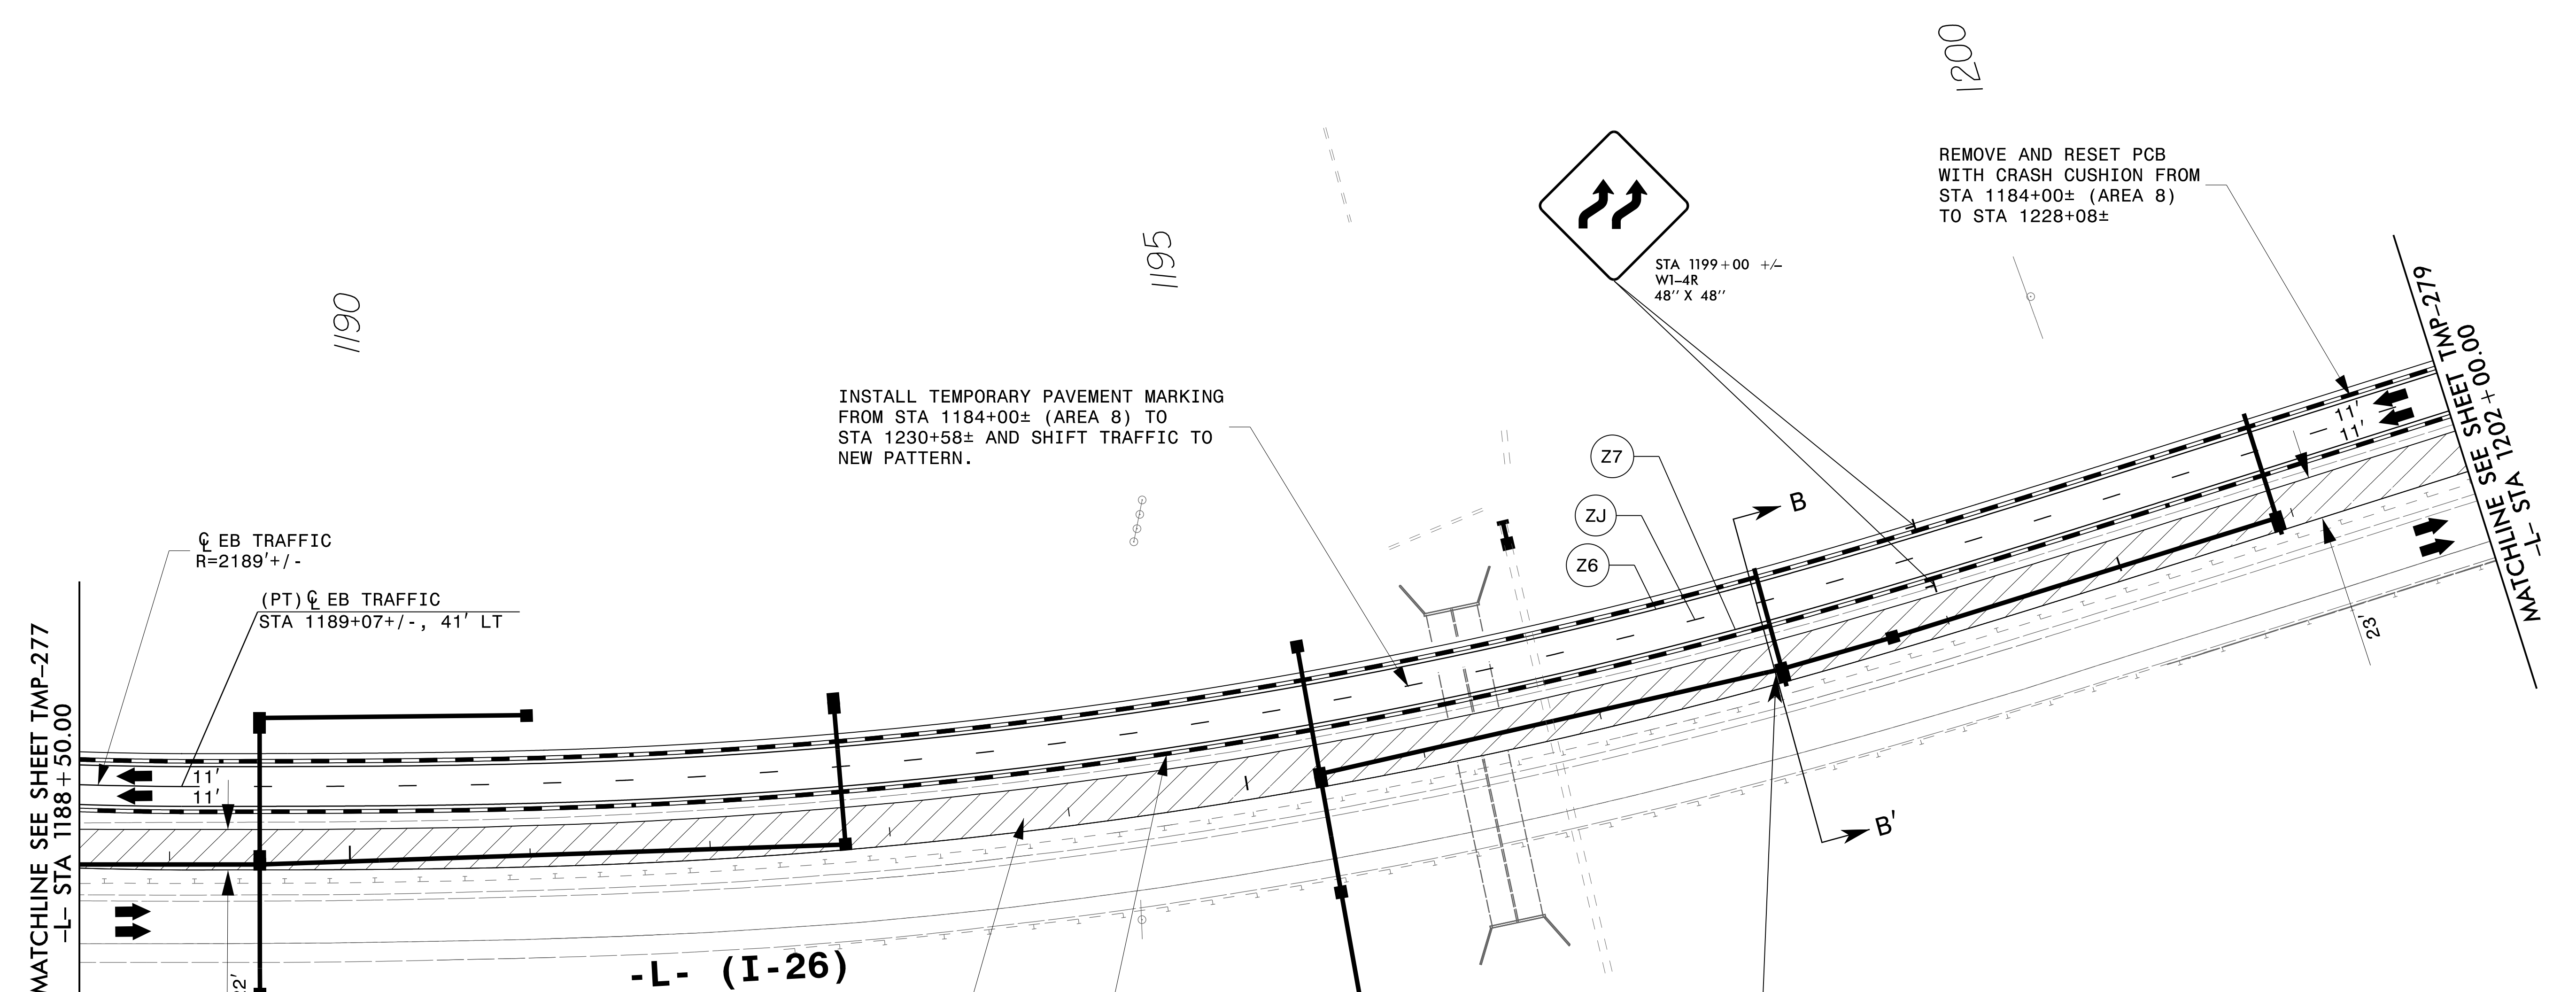 1200
REMOVE AND RESET PCB
WITH CRASH CUSHION FROM
STA 1184+00± (AREA 8)
TO STA 1228+08±
1195
STA 1199+00 +/-
W1-4R
48" X 48"
1190
MATCHLINE SEE SHEET TMP-279
-L- STA 1202+00.00
INSTALL TEMPORARY PAVEMENT MARKING
FROM STA 1184+00± (AREA 8) TO
STA 1230+58± AND SHIFT TRAFFIC TO
NEW PATTERN.
11'
11'
Z7
ZJ
Z6
B
℄ EB TRAFFIC
R=2189'+/-
(PT) ℄ EB TRAFFIC
STA 1189+07+/-, 41' LT
23'
MATCHLINE SEE SHEET TMP-277
-L- STA 1188+50.00
11'
11'
B'
-L- (I-26)